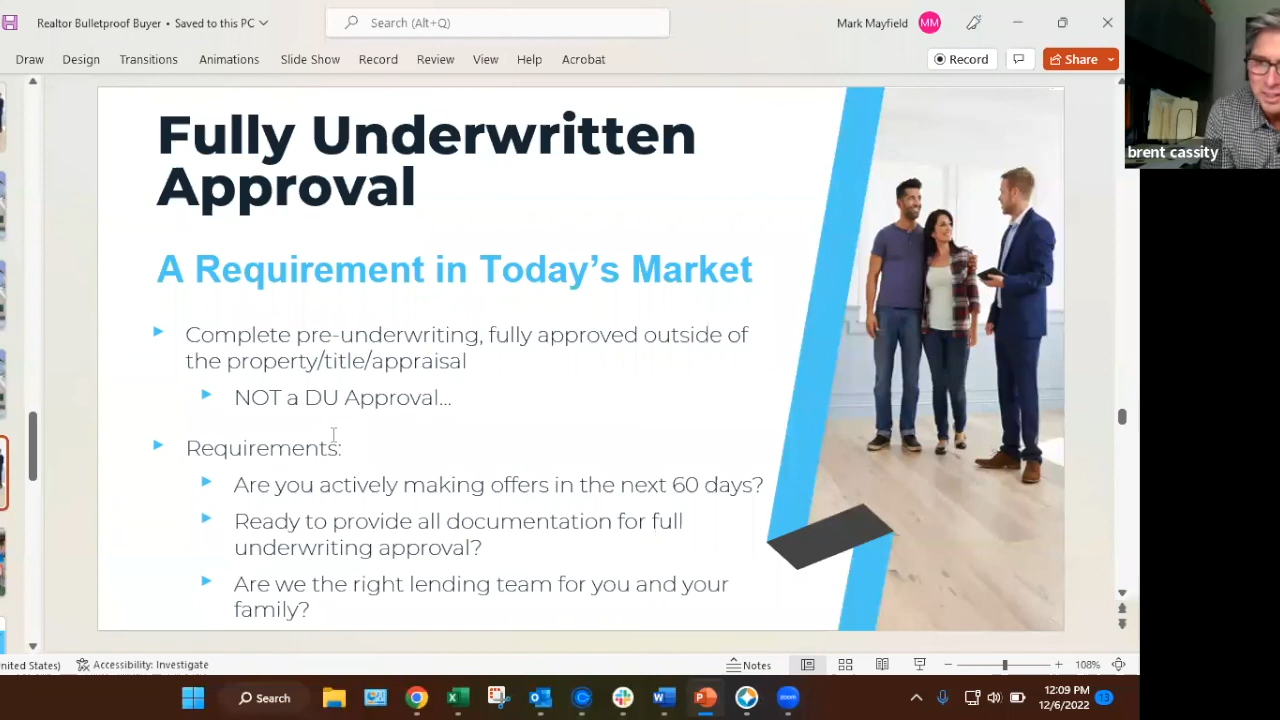 Realtor Bulletproof Buyer • Saved to this PC
Search (Alt+Q)
Mark Mayfield
MM
Draw
Design
Transitions
Animations
Slide Show
Record
Review
View
Help
Acrobat
Record
Share
brent cassity
Fully Underwritten
Approval
A Requirement in Today’s Market
Complete pre-underwriting, fully approved outside of
the property/title/appraisal
NOT a DU Approval...
Requirements:
Are you actively making offers in the next 60 days?
Ready to provide all documentation for full
underwriting approval?
Are we the right lending team for you and your
family?
nited States)
Accessibility: Investigate
Notes
108%
Search
zoom
12:09 PM
12/6/2022